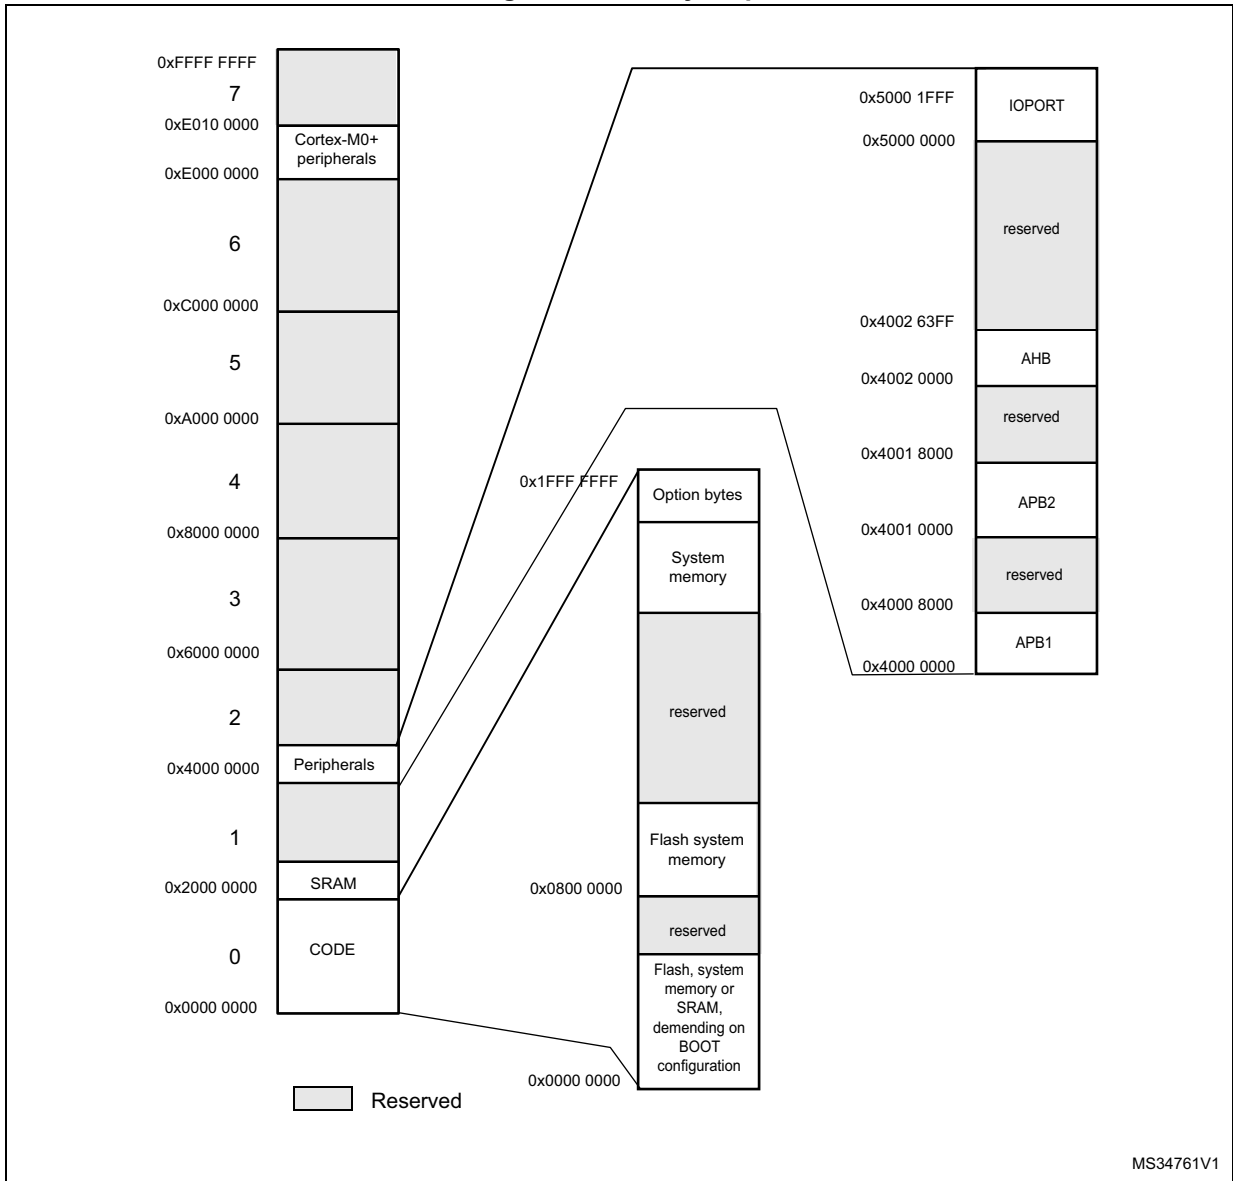 0xFFFF FFFF
7
0xE010 0000
Cortex-M0+
peripherals
0xE000 0000
6
0xC000 0000
5
0xA000 0000
4
0x8000 0000
3
0x6000 0000
2
0x4000 0000
Peripherals
1
0x2000 0000
SRAM
CODE
0
0x0000 0000
Reserved
0x1FFF FFFF
Option bytes
System
memory
reserved
Flash system
memory
0x0800 0000
reserved
Flash, system
memory or
SRAM,
demending on
BOOT
configuration
0x0000 0000
0x5000 1FFF
IOPORT
0x5000 0000
reserved
0x4002 63FF
AHB
0x4002 0000
reserved
0x4001 8000
APB2
0x4001 0000
reserved
0x4000 8000
APB1
0x4000 0000
MS34761V1